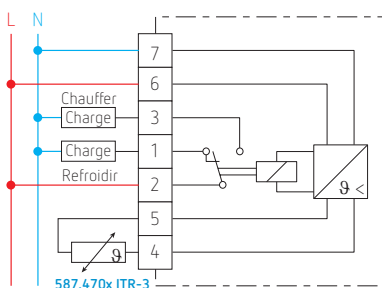 L N
7
6
Chauffer
Charge
3
Charge
1
Refroidir
2
ϑ <
5
ϑ
4
587.470x ITR-3